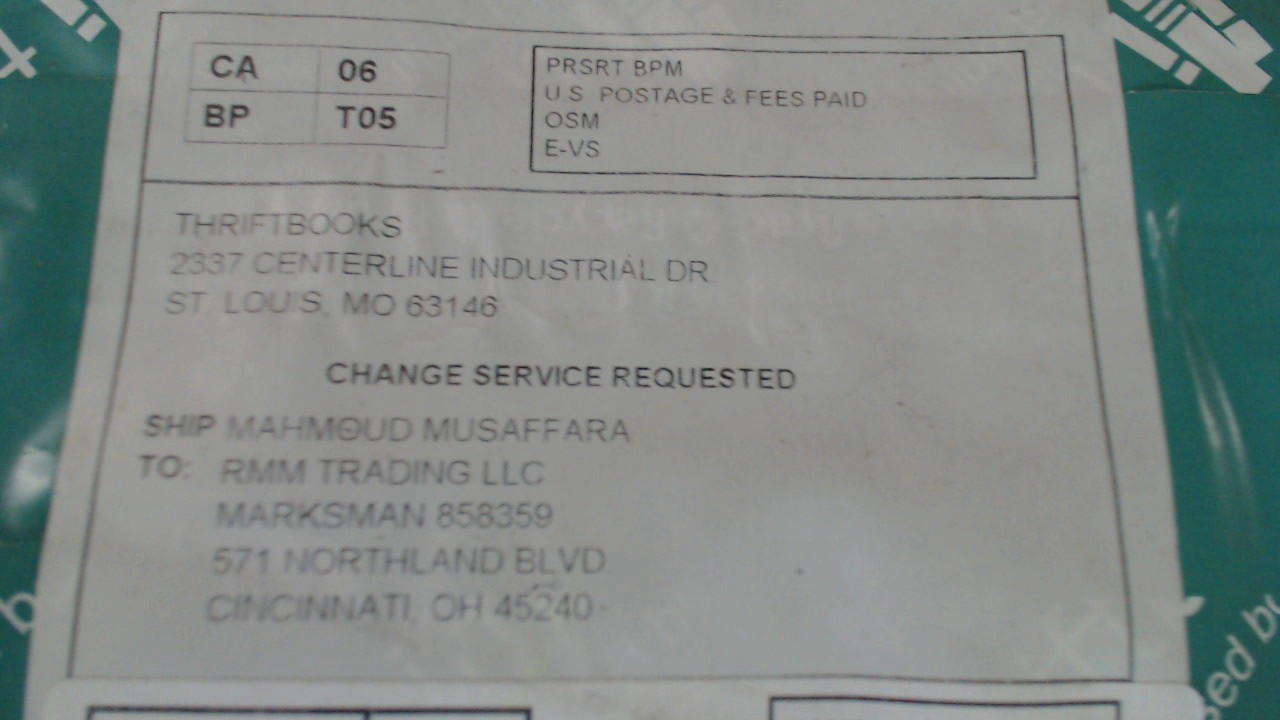 CA 06
BP T05
PRSRT BPM
U.S POSTAGE & FEES PAID
OSM
E-VS
THRIFTBOOKS
2337 CENTERLINE INDUSTRIAL DR
ST LOUIS, MO 63146
CHANGE SERVICE REQUESTED
SHIP MAHMOUD MUSAFFARA
TO: RMM TRADING LLC
MARKSMAN 858359
571 NORTHLAND BLVD
CINCINNATI, OH 45240